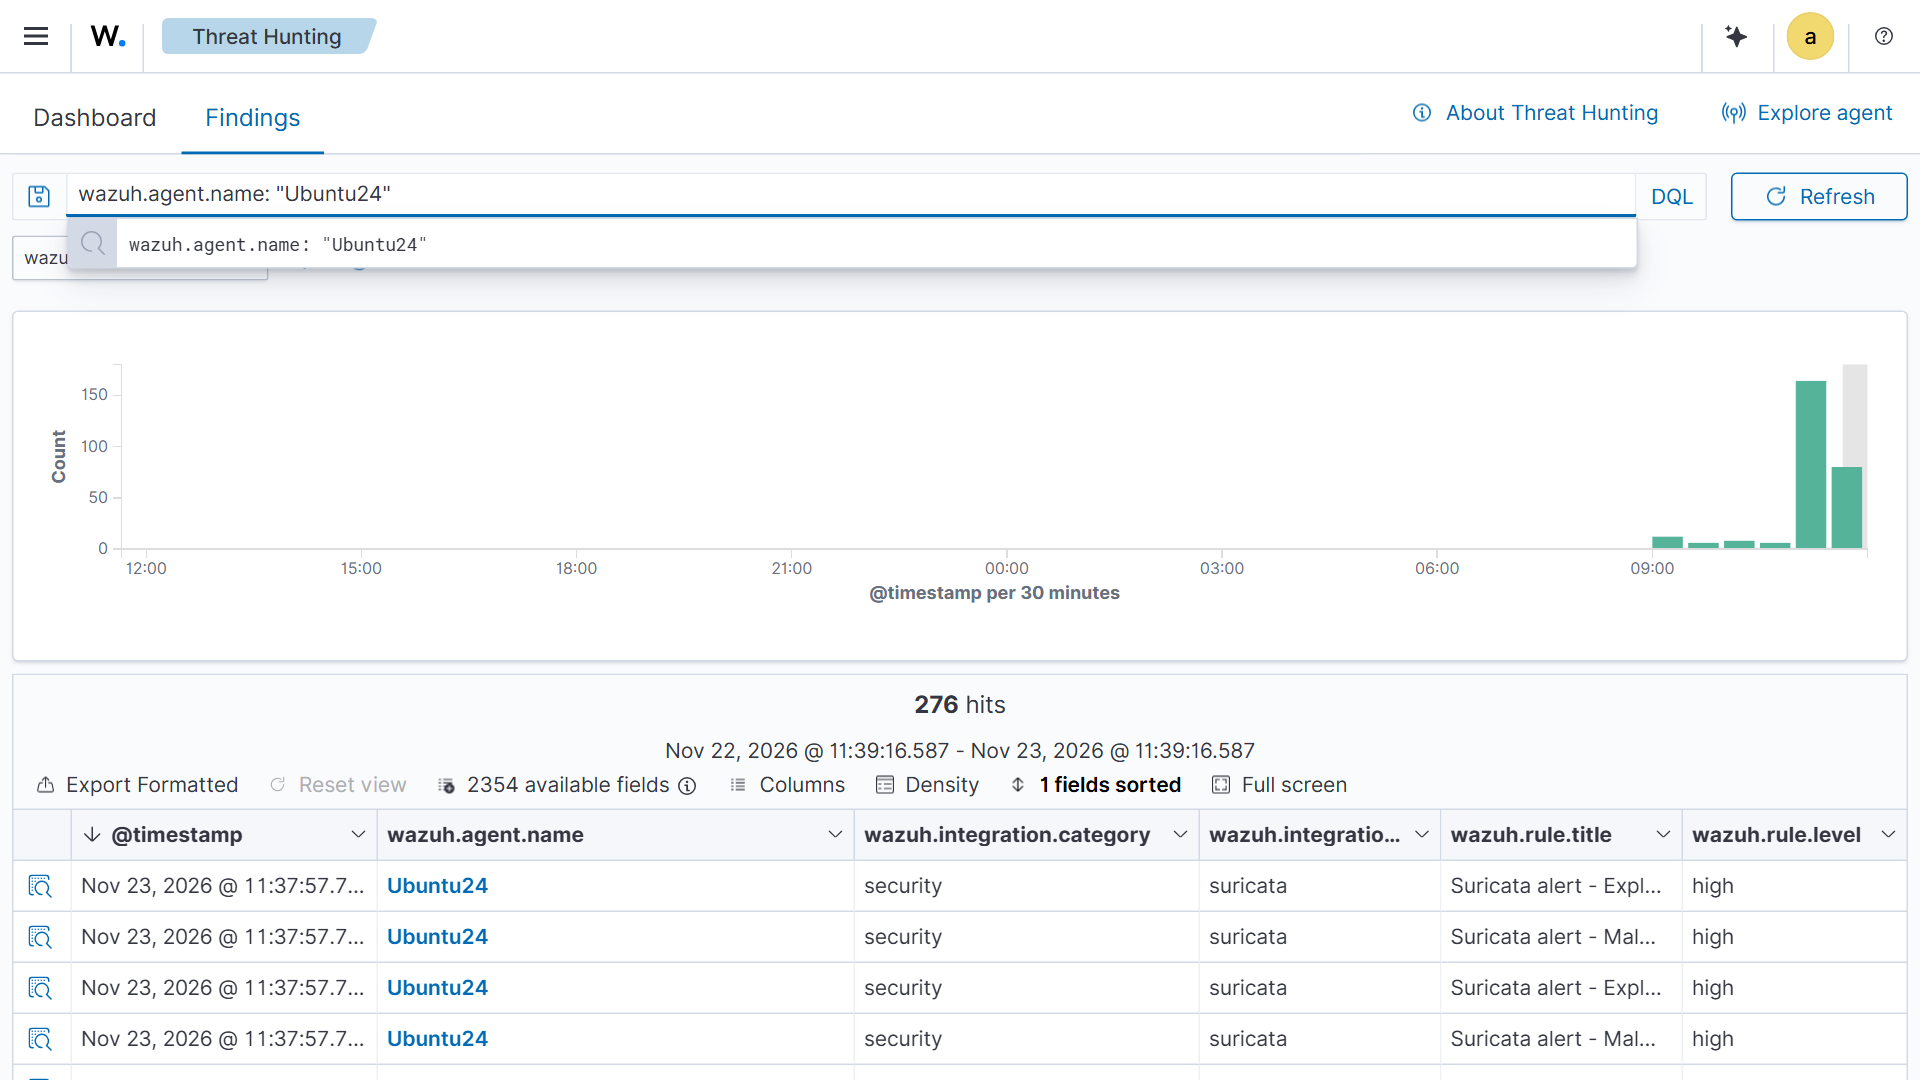 W.
Threat Hunting
a
Dashboard
Findings
About Threat Hunting
Explore agent
wazuh.agent.name: "Ubuntu24"
DQL
Refresh
wazuh.agent.name: "Ubuntu24"
wazu
150
100
50
0
Count
12:00 15:00 18:00 21:00 00:00 03:00 06:00 09:00
@timestamp per 30 minutes
276 hits
Nov 22, 2026 @ 11:39:16.587 - Nov 23, 2026 @ 11:39:16.587
Export Formatted Reset view 2354 available fields Columns Density 1 fields sorted Full screen
@timestamp wazuh.agent.name wazuh.integration.category wazuh.integratio... wazuh.rule.title wazuh.rule.level
Nov 23, 2026 @ 11:37:57.7... Ubuntu24 security suricata Suricata alert - Expl... high
Nov 23, 2026 @ 11:37:57.7... Ubuntu24 security suricata Suricata alert - Mal... high
Nov 23, 2026 @ 11:37:57.7... Ubuntu24 security suricata Suricata alert - Expl... high
Nov 23, 2026 @ 11:37:57.7... Ubuntu24 security suricata Suricata alert - Mal... high